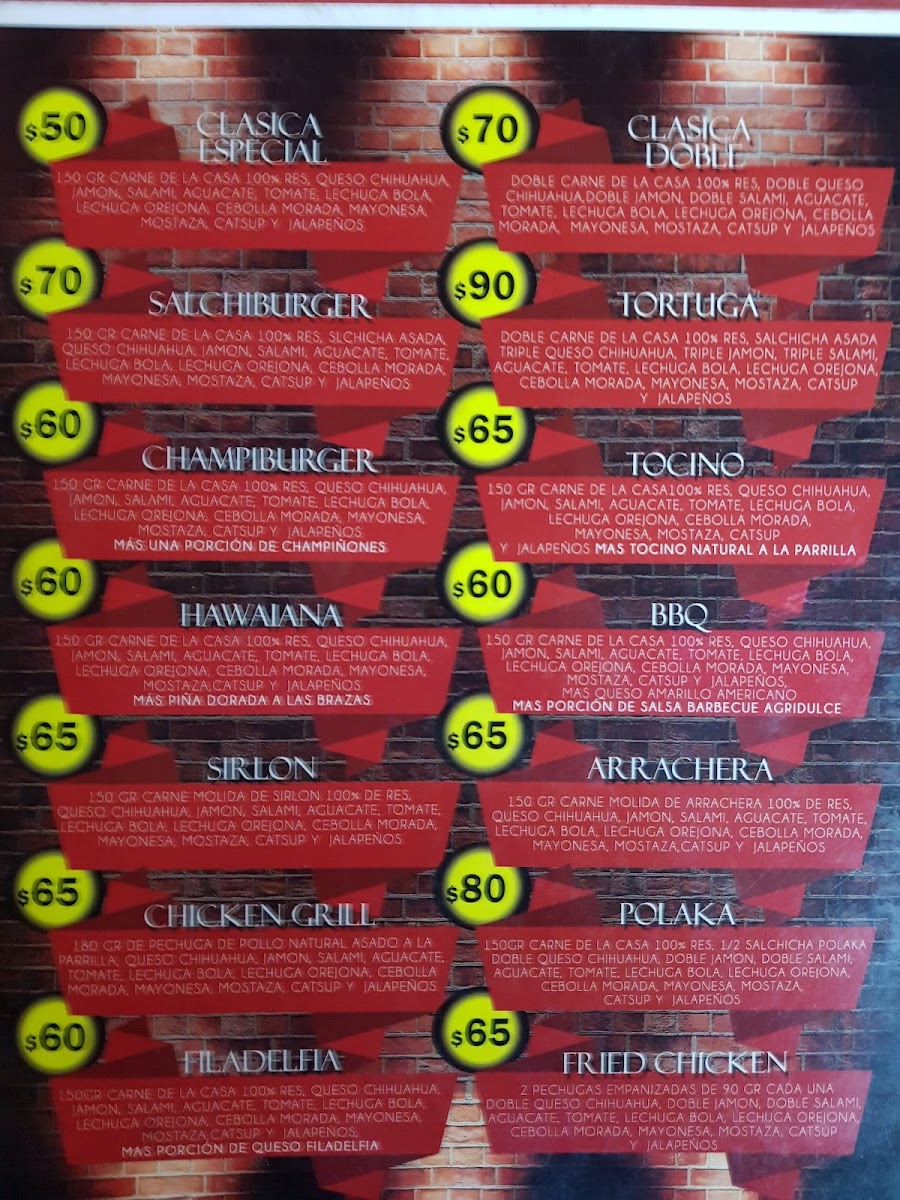 $50
CLASICA
ESPECIAL
150 GR CARNE DE LA CASA 100% RES, QUESO CHIHUAHUA,
JAMON, SALAMI, AGUACATE, TOMATE, LECHUGA BOLA,
LECHUGA OREJONA, CEBOLLA MORADA, MAYONESA,
MOSTAZA, CATSUP Y JALAPEÑOS
$70
CLASICA
DOBLE
DOBLE CARNE DE LA CASA 100% RES, DOBLE QUESO
CHIHUAHUA,DOBLE JAMON, DOBLE SALAMI, AGUACATE,
TOMATE, LECHUGA BOLA, LECHUGA OREJONA, CEBOLLA
MORADA, MAYONESA, MOSTAZA, CATSUP Y JALAPEÑOS
$70
SALCHIBURGER
150 GR CARNE DE LA CASA 100% RES, SLCHICHA ASADA,
QUESO CHIHUAHUA, JAMON, SALAMI, AGUACATE, TOMATE,
LECHUGA BOLA, LECHUGA OREJONA, CEBOLLA MORADA,
MAYONESA, MOSTAZA, CATSUP Y JALAPEÑOS
$90
TORTUGA
DOBLE CARNE DE LA CASA 100% RES, SALCHICHA ASADA
TRIPLE QUESO CHIHUAHUA, TRIPLE JAMON, TRIPLE SALAMI,
AGUACATE, TOMATE, LECHUGA BOLA, LECHUGA OREJONA,
CEBOLLA MORADA, MAYONESA, MOSTAZA, CATSUP
Y JALAPEÑOS
$60
CHAMPIBURGER
150 GR CARNE DE LA CASA 100% RES, QUESO CHIHUAHUA,
JAMON, SALAMI, AGUACATE, TOMATE, LECHUGA BOLA,
LECHUGA OREJONA, CEBOLLA MORADA, MAYONESA,
MOSTAZA, CATSUP Y JALAPEÑOS
MÁS UNA PORCIÓN DE CHAMPIÑONES
$65
TOCINO
150 GR CARNE DE LA CASA100% RES, QUESO CHIHUAHUA,
JAMON, SALAMI, AGUACATE, TOMATE, LECHUGA BOLA,
LECHUGA OREJONA, CEBOLLA MORADA,
MAYONESA, MOSTAZA, CATSUP
Y JALAPEÑOS MAS TOCINO NATURAL A LA PARRILLA
$60
HAWAIANA
150 GR CARNE DE LA CASA 100% RES, QUESO CHIHUAHUA,
JAMON, SALAMI, AGUACATE, TOMATE, LECHUGA BOLA,
LECHUGA OREJONA, CEBOLLA MORADA, MAYONESA,
MOSTAZA,CATSUP Y JALAPEÑOS
MÁS PIÑA DORADA A LAS BRAZAS
$60
BBQ
150 GR CARNE DE LA CASA 100% RES, QUESO CHIHUAHUA,
JAMON, SALAMI, AGUACATE, TOMATE, LECHUGA BOLA,
LECHUGA OREJONA, CEBOLLA MORADA, MAYONESA,
MOSTAZA, CATSUP Y JALAPEÑOS,
MAS QUESO AMARILLO AMERICANO
MAS PORCIÓN DE SALSA BARBECUE AGRIDULCE
$65
SIRLON
150 GR CARNE MOLIDA DE SIRLON 100% DE RES,
QUESO CHIHUAHUA, JAMON, SALAMI, AGUACATE, TOMATE,
LECHUGA BOLA, LECHUGA OREJONA, CEBOLLA MORADA,
MAYONESA, MOSTAZA, CATSUP Y JALAPEÑOS
$65
ARRACHERA
150 GR CARNE MOLIDA DE ARRACHERA 100% DE RES,
QUESO CHIHUAHUA, JAMON, SALAMI, AGUACATE, TOMATE,
LECHUGA BOLA, LECHUGA OREJONA, CEBOLLA MORADA,
MAYONESA, MOSTAZA,CATSUP Y JALAPEÑOS
$65
CHICKEN GRILL
180 GR DE PECHUGA DE POLLO NATURAL ASADO A LA
PARRILLA, QUESO CHIHUAHUA, JAMON, SALAMI, AGUACATE,
TOMATE, LECHUGA BOLA, LECHUGA OREJONA, CEBOLLA
MORADA, MAYONESA, MOSTAZA, CATSUP Y JALAPEÑOS
$80
POLAKA
150GR CARNE DE LA CASA 100% RES, 1/2 SALCHICHA POLAKA
DOBLE QUESO CHIHUAHUA, DOBLE JAMON, DOBLE SALAMI,
AGUACATE, TOMATE, LECHUGA BOLA, LECHUGA OREJONA,
CEBOLLA MORADA, MAYONESA, MOSTAZA,
CATSUP Y JALAPEÑOS
$60
FILADELFIA
150GR CARNE DE LA CASA 100% RES, QUESO CHIHUAHUA,
JAMON, SALAMI, AGUACATE, TOMATE, LECHUGA BOLA,
LECHUGA OREJONA, CEBOLLA MORADA, MAYONESA,
MOSTAZA,CATSUP Y JALAPEÑOS,
MAS PORCION DE QUESO FILADELFIA
$65
FRIED CHICKEN
2 PECHUGAS EMPANIZADAS DE 90 GR CADA UNA
DOBLE QUESO CHIHUAHUA, DOBLE JAMON, DOBLE SALAMI,
AGUACATE, TOMATE, LECHUGA BOLA, LECHUGA OREJONA,
CEBOLLA MORADA, MAYONESA, MOSTAZA, CATSUP
Y JALAPEÑOS